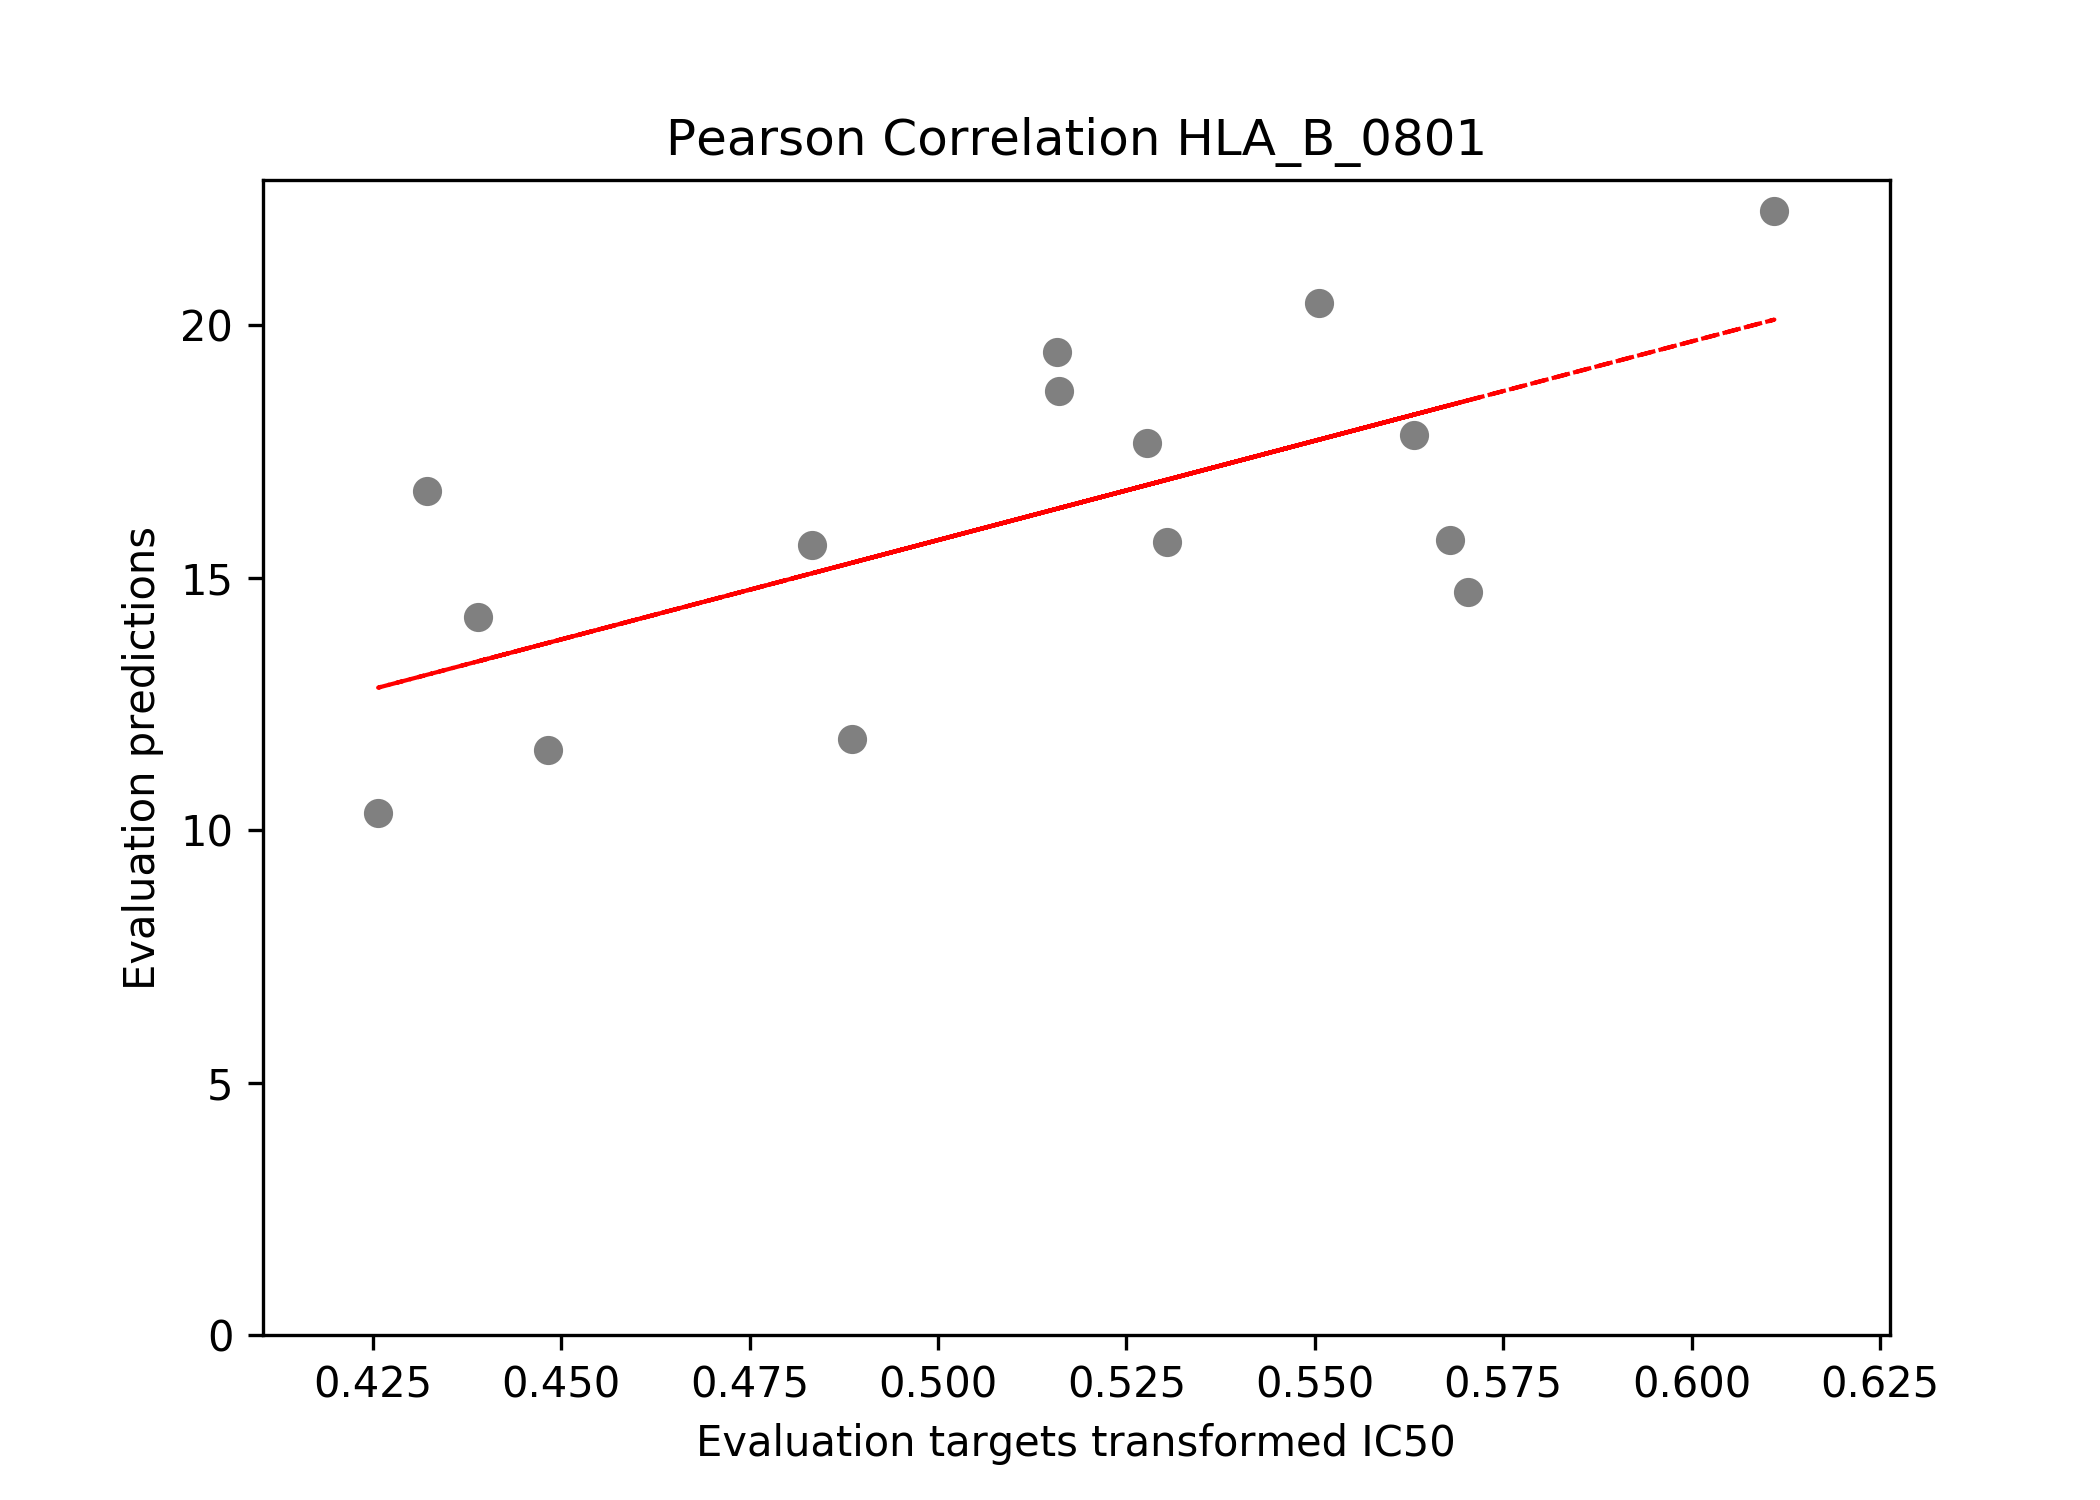 Pearson Correlation HLA_B_0801
Evaluation predictions
20
15
10
5
0
0.425 0.450 0.475 0.500 0.525 0.550 0.575 0.600 0.625
Evaluation targets transformed IC50